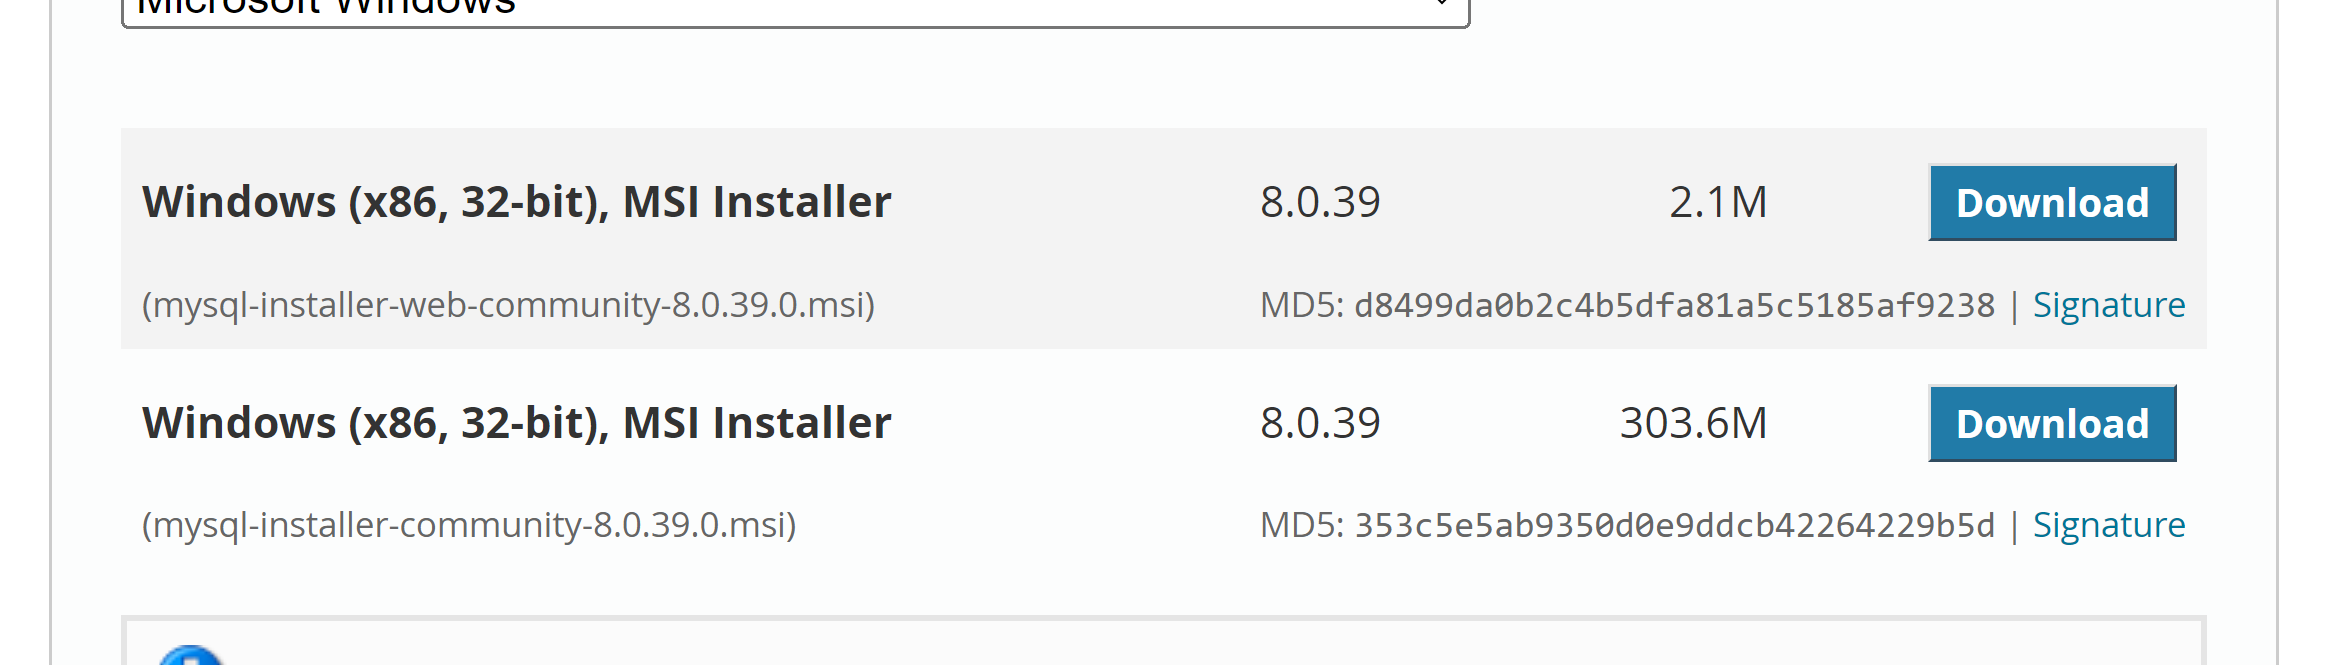 Microsoft Windows
Windows (x86, 32-bit), MSI Installer 8.0.39 2.1M Download
(mysql-installer-web-community-8.0.39.0.msi) MD5: d8499da0b2c4b5dfa81a5c5185af9238 | Signature
Windows (x86, 32-bit), MSI Installer 8.0.39 303.6M Download
(mysql-installer-community-8.0.39.0.msi) MD5: 353c5e5ab9350d0e9ddcb42264229b5d | Signature